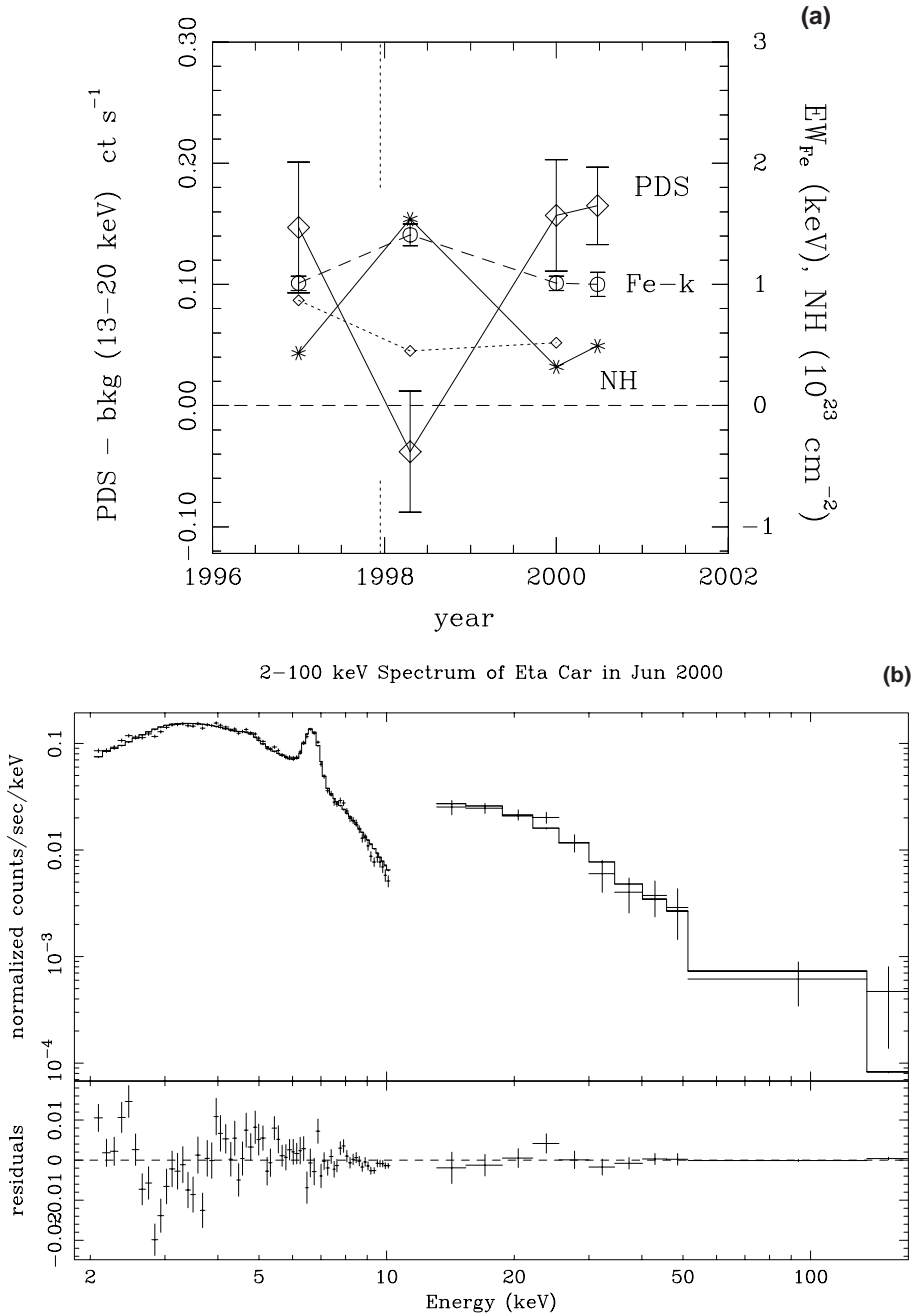 (a)
0.30
0.20
0.10
0.00
−0.10
PDS − bkg (13−20 keV) ct s−1
3
2
1
0
−1
EWFe (keV), NH (10^23 cm−2)
PDS
Fe−k
NH
1996 1998 2000 2002
year
2−100 keV Spectrum of Eta Car in Jun 2000
(b)
normalized counts/sec/keV
0.1
0.01
10−3
10−4
residuals
0.01
0
−0.01
−0.02
2 5 10 20 50 100
Energy (keV)